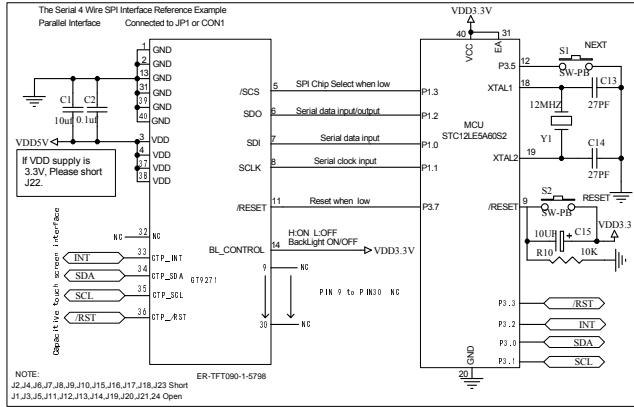 The Serial 4 Wire SPI Interface Reference Example
Parallel Interface Connected to JP1 or CON1
VDD3.3V
40 31
VCC
EA
1 GND
2 GND
13 GND
31 GND
39 GND
40 GND
C1 C2
10uf 0.1uf
VDD5V
3 VDD
4 VDD
37 VDD
38 VDD
If VDD supply is
3.3V, Please short
J22.
/SCS 5 SPI Chip Select when low P1.3
SDO 6 Serial data input/output P1.2
SDI 7 Serial data input P1.0
SCLK 8 Serial clock input P1.1
/RESET 11 Reset when low P3.7
BL_CONTROL 14 H:ON L:OFF
BackLight ON/OFF
VDD3.3V
9 NC
PIN 9 to PIN30 NC
30 NC
MCU
STC12LE5A60S2
P3.5 12 S1 NEXT
SW-PB
XTAL1 18 C13
27PF
12MHZ
Y1
XTAL2 19 C14
27PF
/RESET 9 S2 RESET
SW-PB
VDD3.3
10UF + C15
R10 10K
P3.3 /RST
P3.2 INT
P3.0 SDA
P3.1 SCL
GND
20
Capacitive touch screen interface
NC 32 NC
INT 33 CTP_INT
SDA 34 CTP_SDA
GT9271
SCL 35 CTP_SCL
/RST 36 CTP_/RST
ER-TFT090-1-5798
NOTE:
J2,J4,J6,J7,J8,J9,J10,J15,J16,J17,J18,J23 Short
J1,J3,J5,J11,J12,J13,J14,J19,J20,J21,24 Open